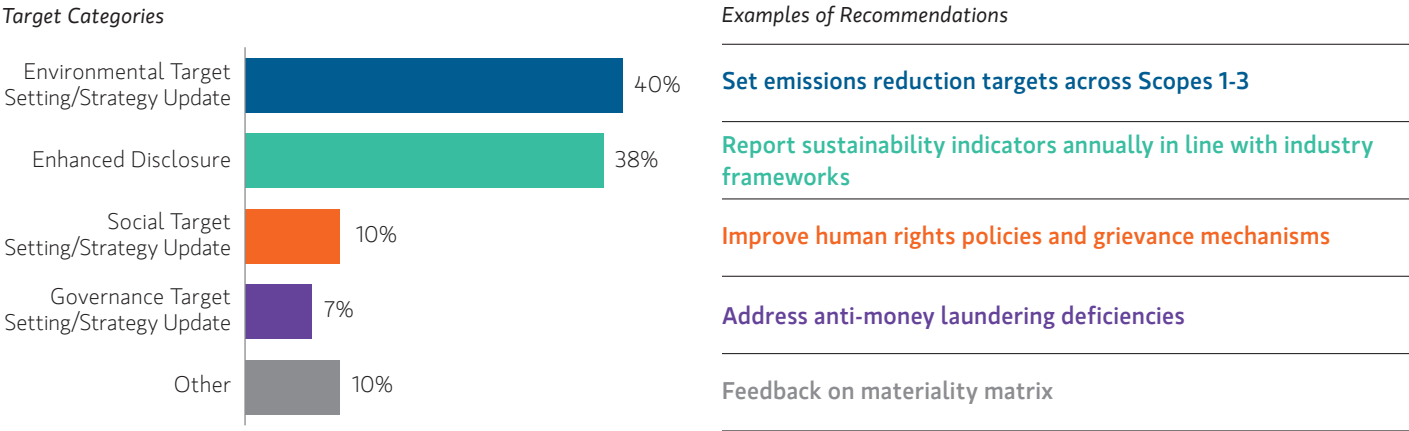 Target Categories
Environmental Target
Setting/Strategy Update
40%
Enhanced Disclosure
38%
Social Target
Setting/Strategy Update
10%
Governance Target
Setting/Strategy Update
7%
Other
10%
Examples of Recommendations
Set emissions reduction targets across Scopes 1-3
Report sustainability indicators annually in line with industry
frameworks
Improve human rights policies and grievance mechanisms
Address anti-money laundering deficiencies
Feedback on materiality matrix